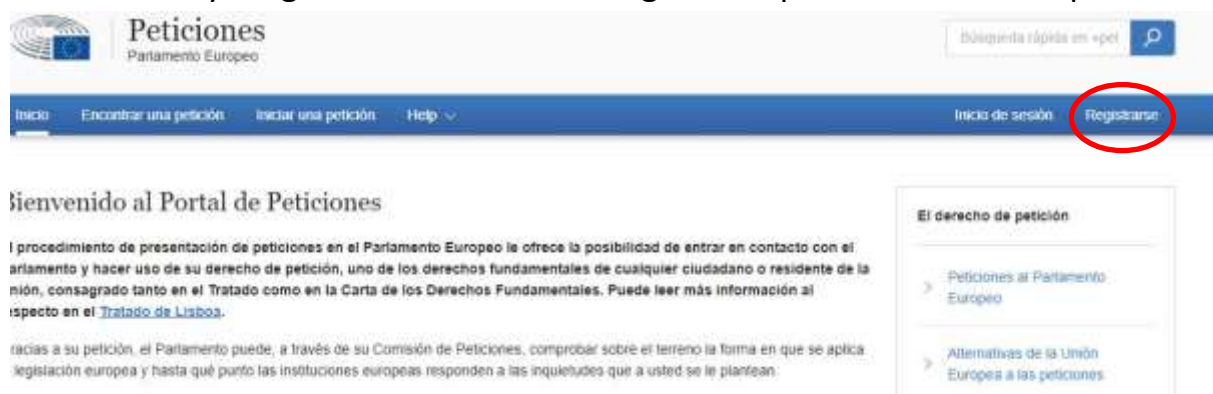 Peticiones
Parlamento Europeo
Búsqueda rápida en «peti
Inicio
Encontrar una petición
Iniciar una petición
Help
Inicio de sesión
Registrarse
Bienvenido al Portal de Peticiones
El derecho de petición
l procedimiento de presentación de peticiones en el Parlamento Europeo le ofrece la posibilidad de entrar en contacto con el
arlamento y hacer uso de su derecho de petición, uno de los derechos fundamentales de cualquier ciudadano o residente de la
nión, consagrado tanto en el Tratado como en la Carta de los Derechos Fundamentales. Puede leer más información al
especto en el Tratado de Lisboa.
racias a su petición, el Parlamento puede, a través de su Comisión de Peticiones, comprobar sobre el terreno la forma en que se aplica
legislación europea y hasta qué punto las instituciones europeas responden a las inquietudes que a usted se le plantean
Peticiones al Parlamento
Europeo
Alternativas de la Unión
Europea a las peticiones